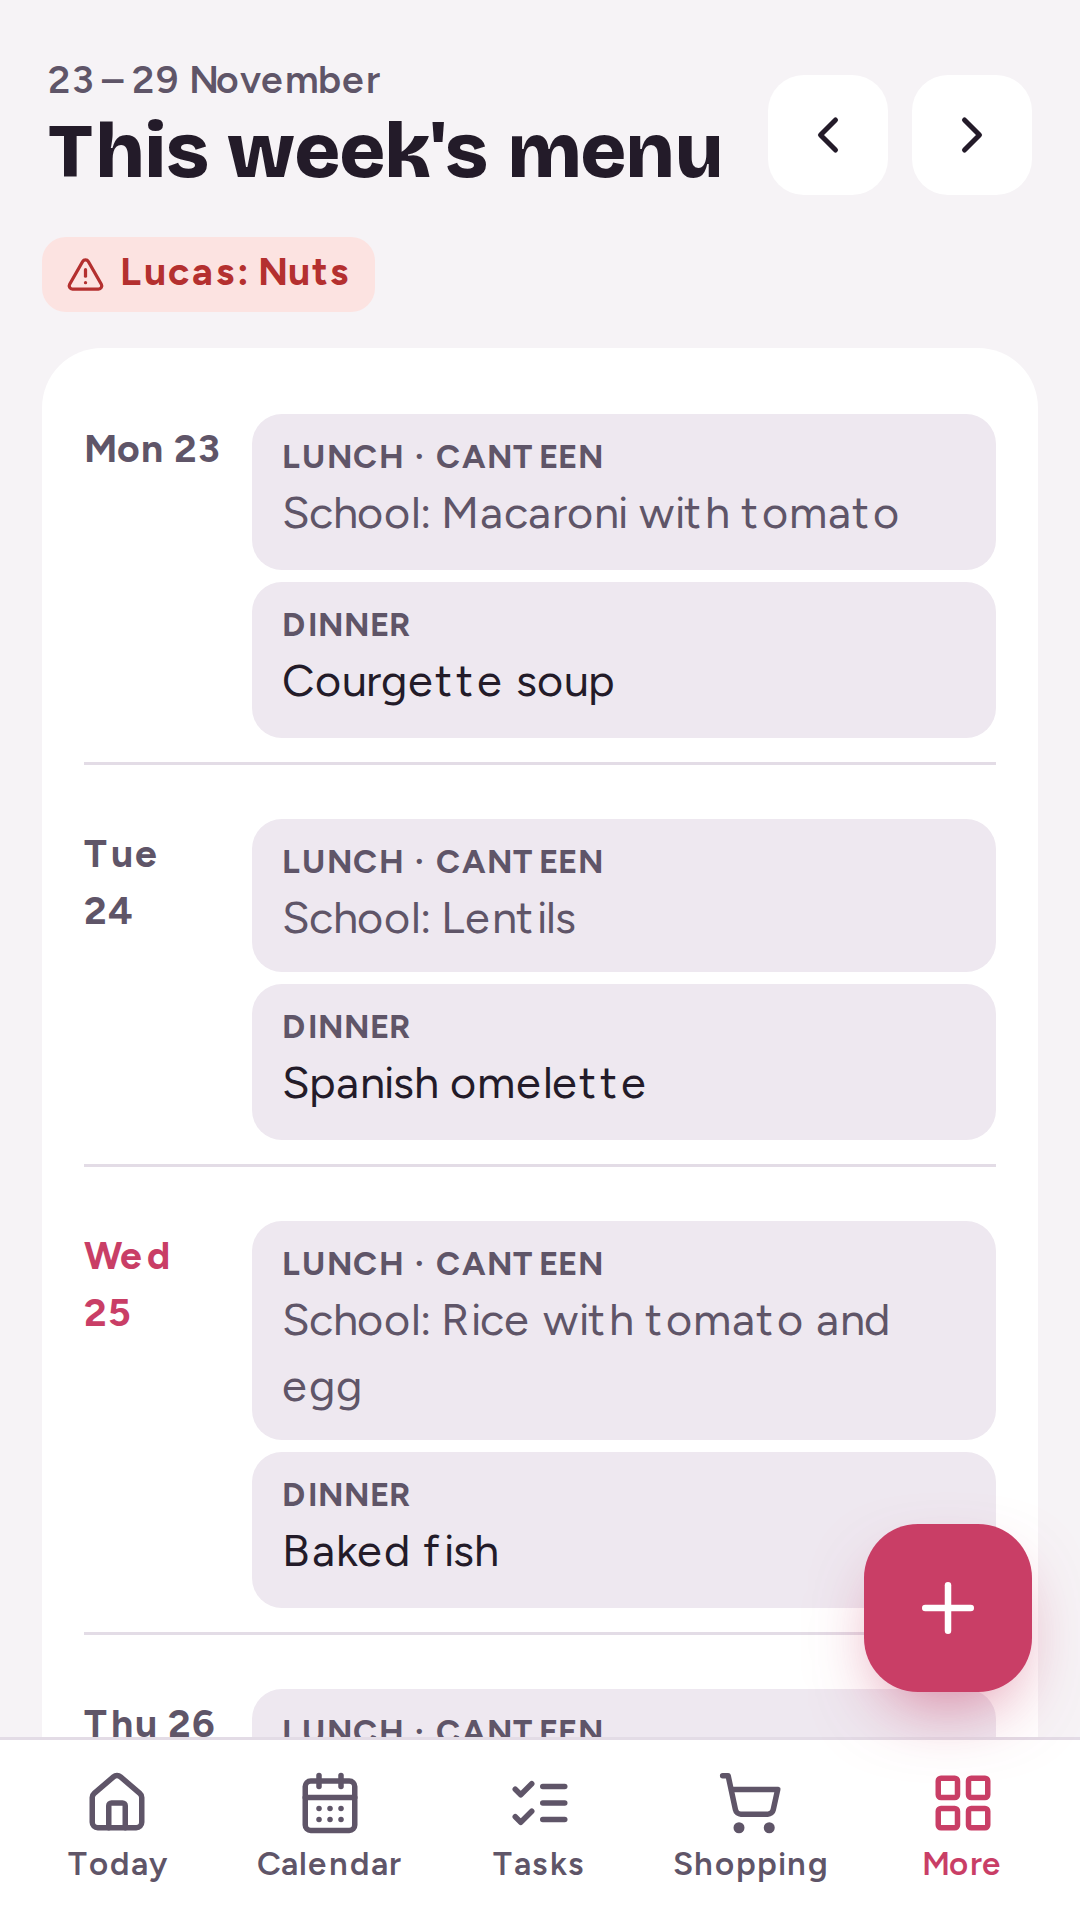 23 – 29 November
This week's menu
Lucas: Nuts
Mon 23
LUNCH · CANTEEN
School: Macaroni with tomato
DINNER
Courgette soup
Tue
24
LUNCH · CANTEEN
School: Lentils
DINNER
Spanish omelette
Wed
25
LUNCH · CANTEEN
School: Rice with tomato and
egg
DINNER
Baked fish
Thu 26
LUNCH · CANTEEN
Today
Calendar
Tasks
Shopping
More